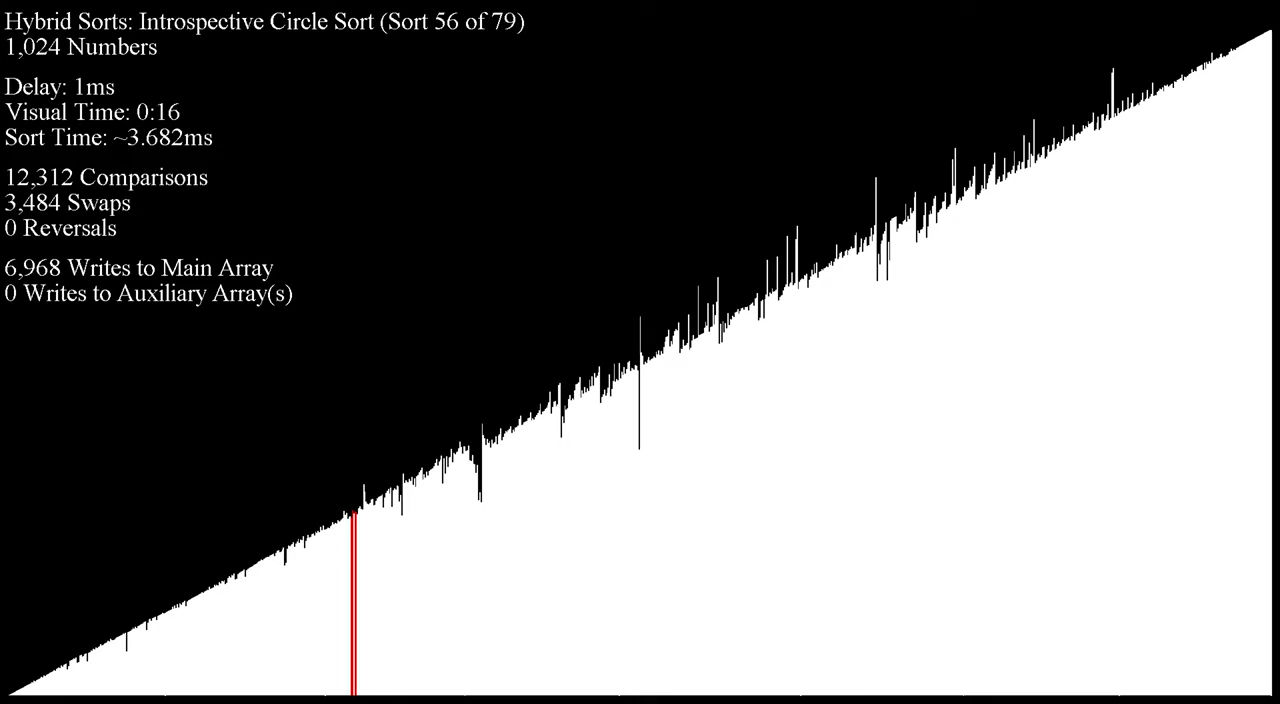 Hybrid Sorts: Introspective Circle Sort (Sort 56 of 79)
1,024 Numbers
Delay: 1ms
Visual Time: 0:16
Sort Time: ~3.682ms
12,312 Comparisons
3,484 Swaps
0 Reversals
6,968 Writes to Main Array
0 Writes to Auxiliary Array(s)